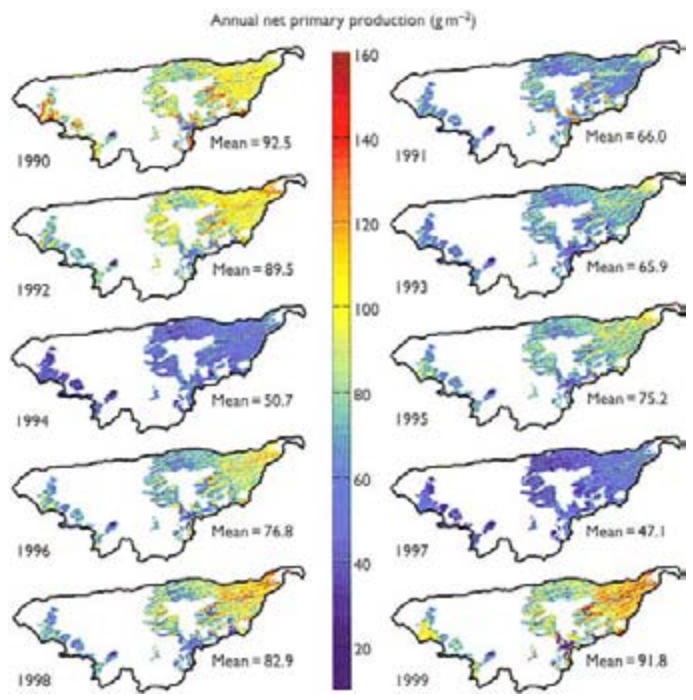 Annual net primary production (g m⁻²)
1990
Mean = 92.5
1991
Mean = 66.0
1992
Mean = 89.5
1993
Mean = 65.9
1994
Mean = 50.7
1995
Mean = 75.2
1996
Mean = 76.8
1997
Mean = 47.1
1998
Mean = 82.9
1999
Mean = 91.8
160
140
120
100
80
60
40
20